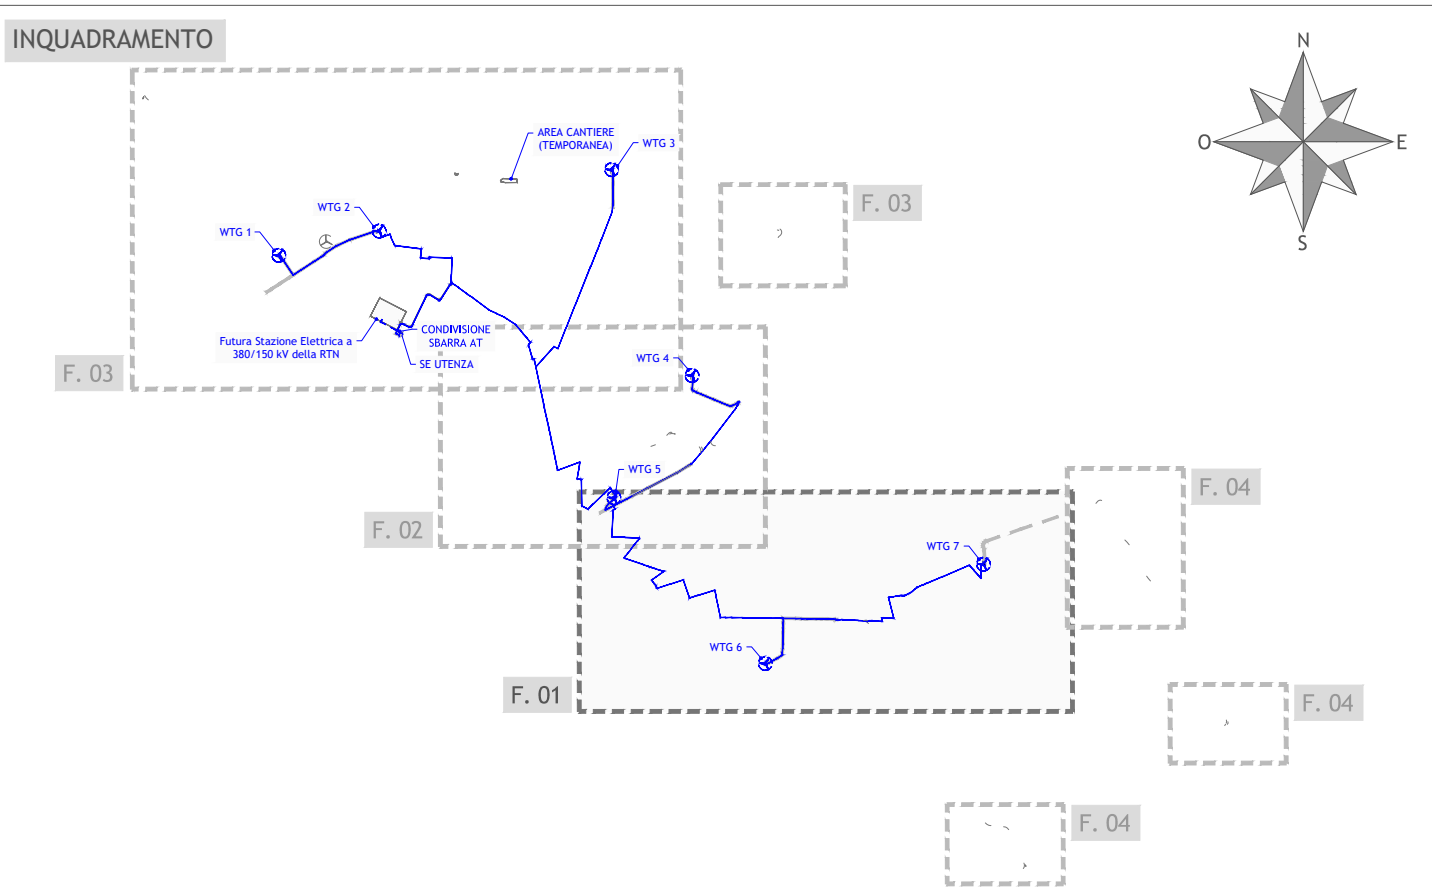 INQUADRAMENTO
N
O
E
S
AREA CANTIERE
(TEMPORANEA)
WTG 3
F. 03
WTG 2
WTG 1
Futura Stazione Elettrica a
380/150 kV della RTN
CONDIVISIONE
SBARRA AT
SE UTENZA
WTG 4
F. 03
WTG 5
F. 04
F. 02
WTG 7
WTG 6
F. 01
F. 04
F. 04